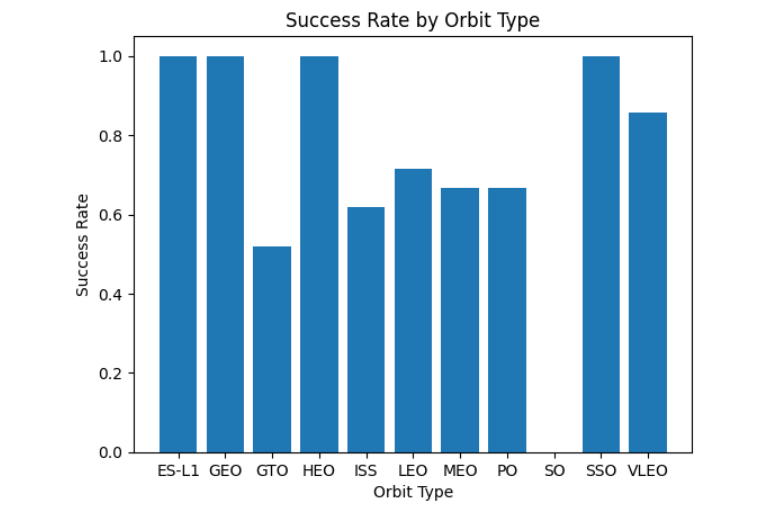 Success Rate by Orbit Type
Success Rate
1.0
0.8
0.6
0.4
0.2
0.0
ES-L1 GEO GTO HEO ISS LEO MEO PO SO SSO VLEO
Orbit Type